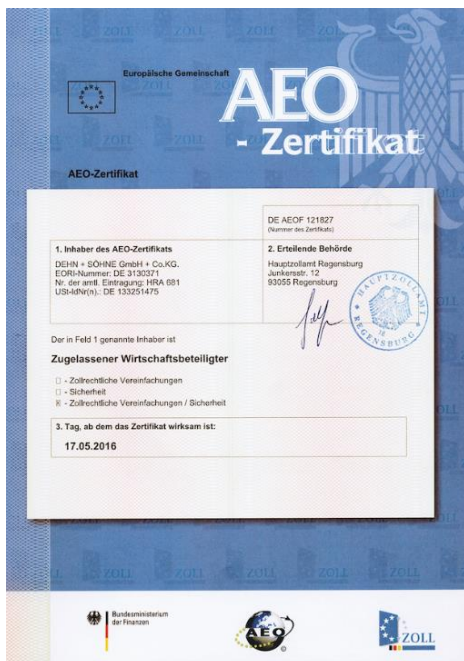 Europäische Gemeinschaft
AEO
- Zertifikat
AEO-Zertifikat
DE AEOF 121827
(Nummer des Zertifikats)
1. Inhaber des AEO-Zertifikats
DEHN + SÖHNE GmbH + Co.KG.
EORI-Nummer: DE 3130371
Nr. der amtl. Eintragung: HRA 681
USt-IdNr(n).: DE 133251475
2. Erteilende Behörde
Hauptzollamt Regensburg
Junkersstr. 12
93055 Regensburg
HAUPTZOLLAMT
REGENSBURG
Der in Feld 1 genannte Inhaber ist
Zugelassener Wirtschaftsbeteiligter
- Zollrechtliche Vereinfachungen
- Sicherheit
- Zollrechtliche Vereinfachungen / Sicherheit
3. Tag, ab dem das Zertifikat wirksam ist:
17.05.2016
Bundesministerium
der Finanzen
AEO
ZOLL